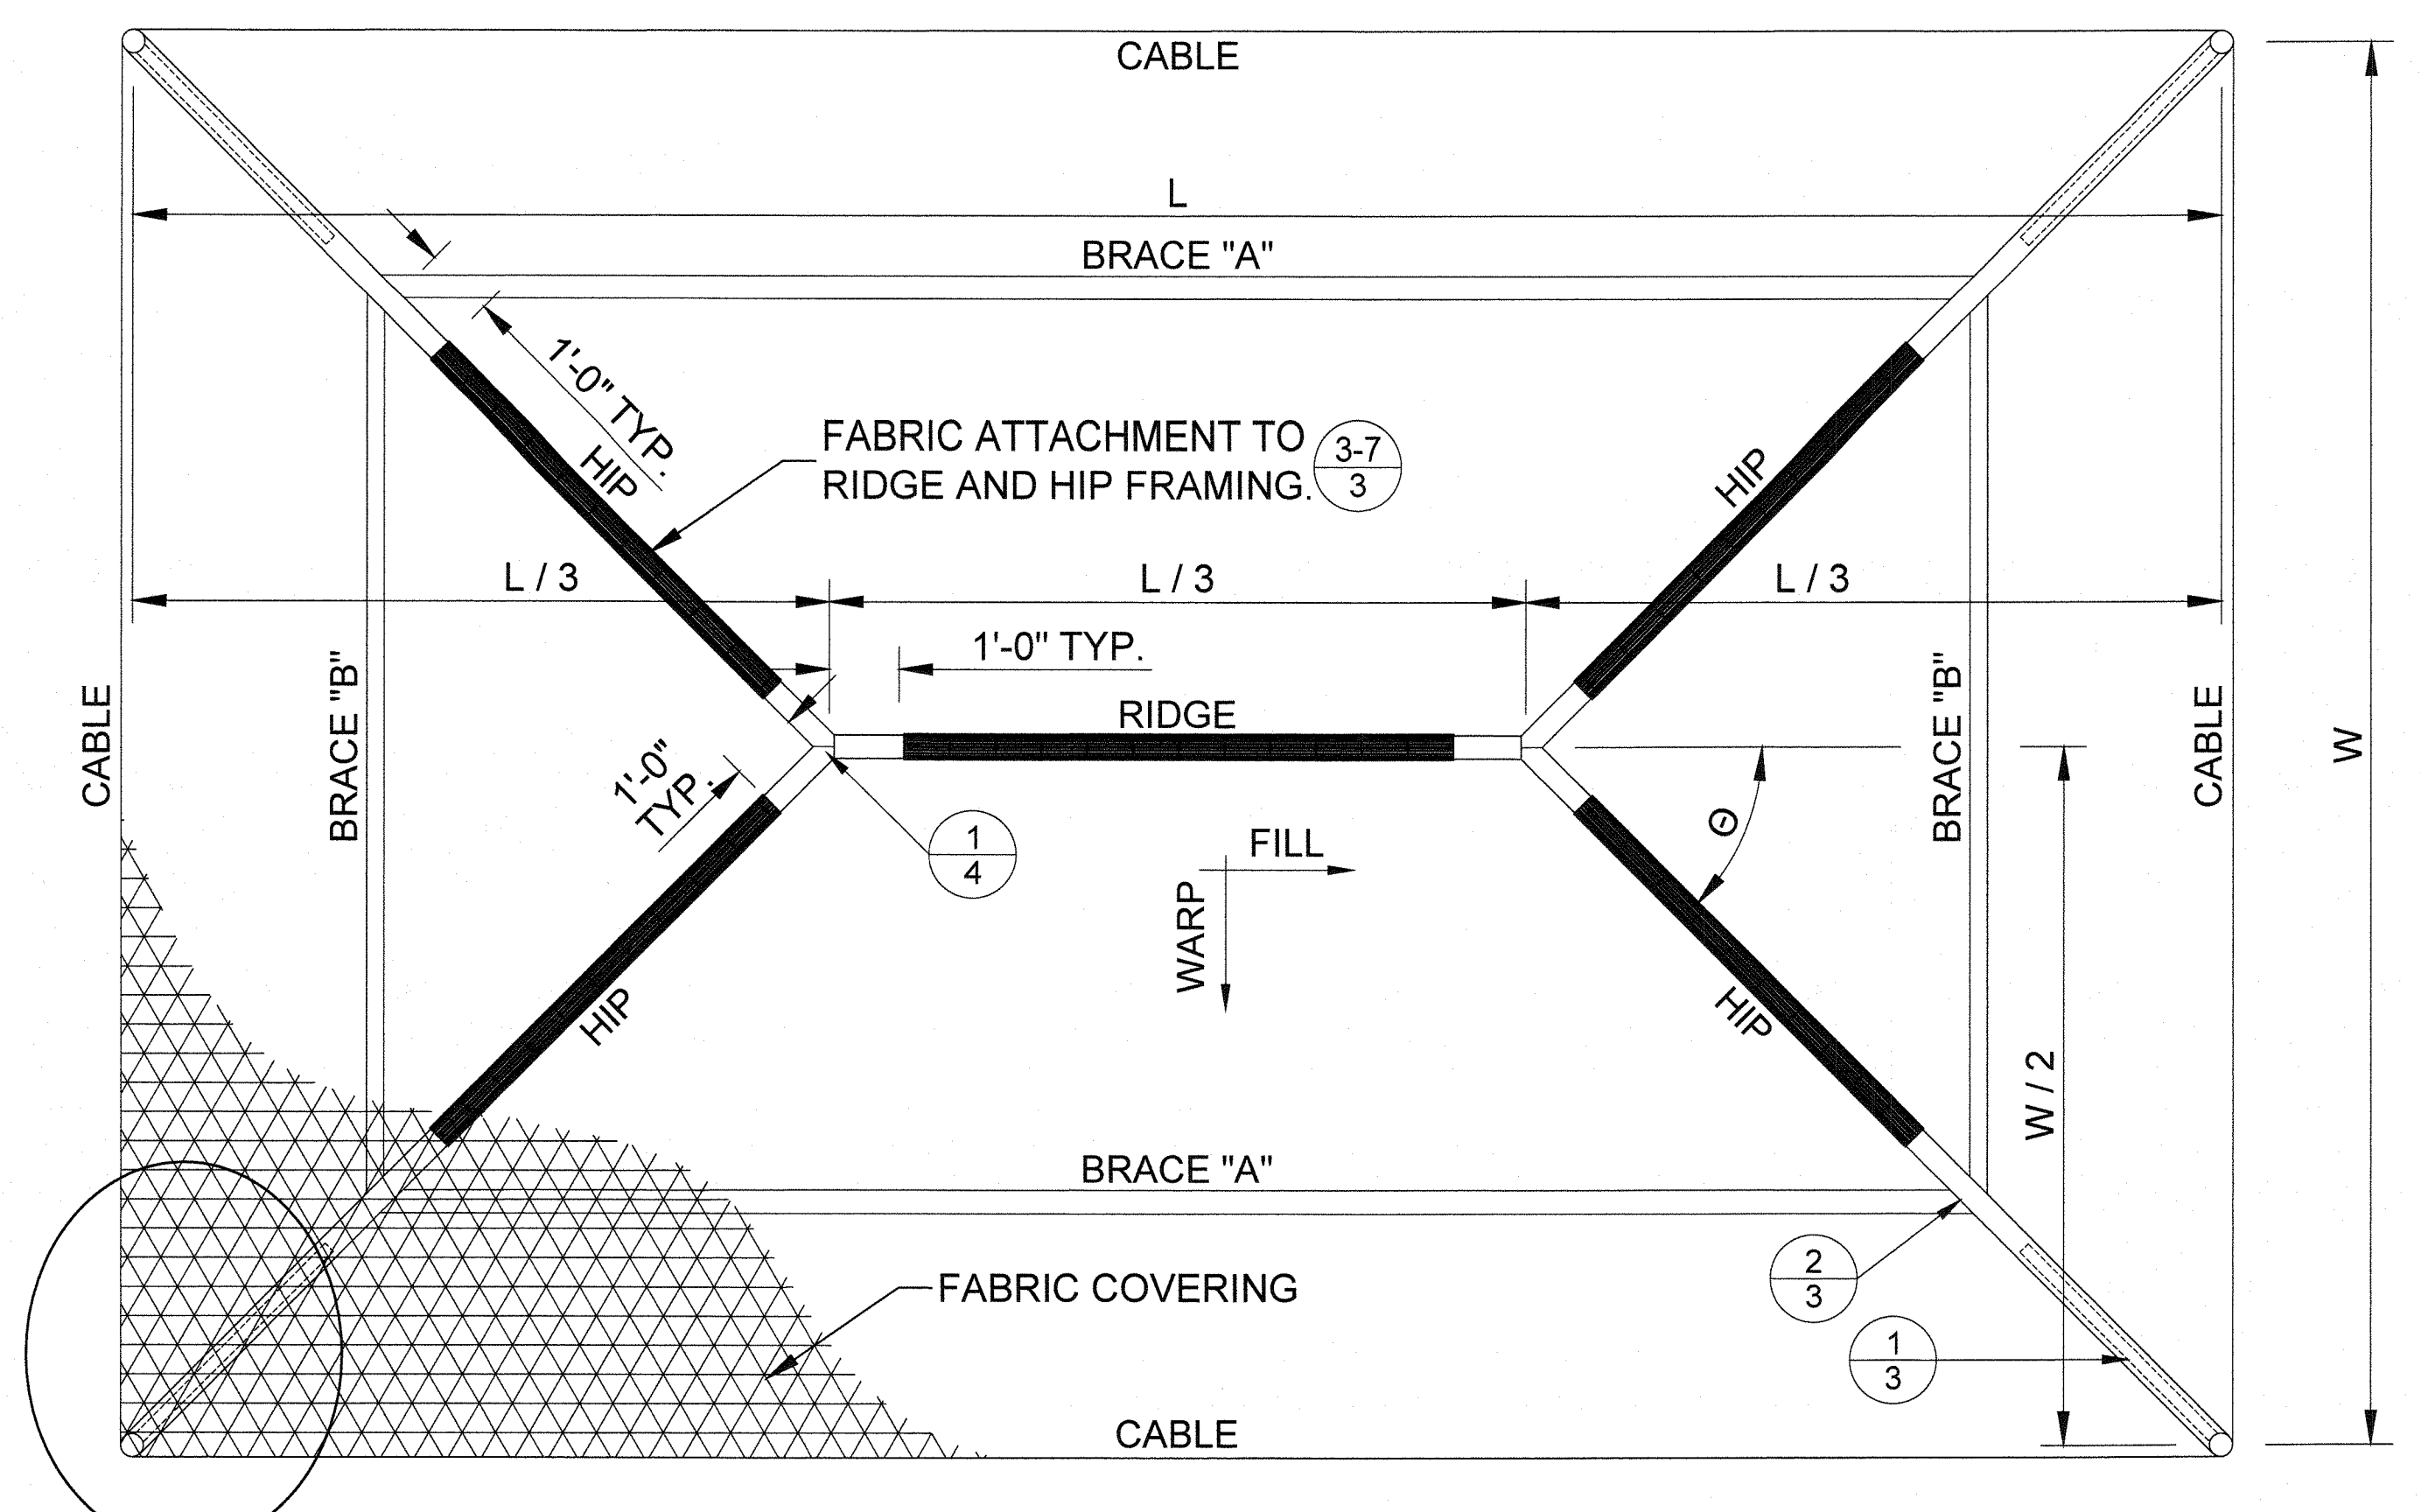 CABLE
L
BRACE "A"
1'-0" TYP.
HIP
FABRIC ATTACHMENT TO
RIDGE AND HIP FRAMING.
3-7
3
HIP
L / 3
L / 3
L / 3
1'-0" TYP.
RIDGE
CABLE
BRACE "B"
1'-0"
TYP.
1
4
FILL
WARP
Θ
BRACE "B"
CABLE
W
HIP
HIP
W / 2
BRACE "A"
2
3
FABRIC COVERING
1
3
CABLE